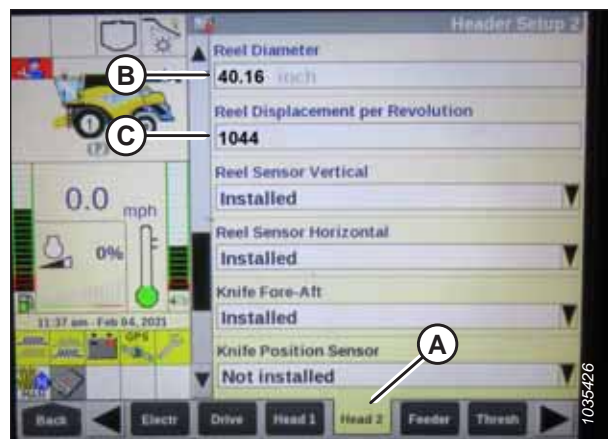 Header Setup 2
Reel Diameter
B
40.16 inch
Reel Displacement per Revolution
C
1044
Reel Sensor Vertical
Installed
0.0 mph
Reel Sensor Horizontal
0%
Installed
Knife Fore-Aft
Installed
11:37 am - Feb 04, 2021
GPS
Knife Position Sensor
A
Not installed
Back
Electr
Drive
Head 1
Head 2
Feeder
Thresh
1035426